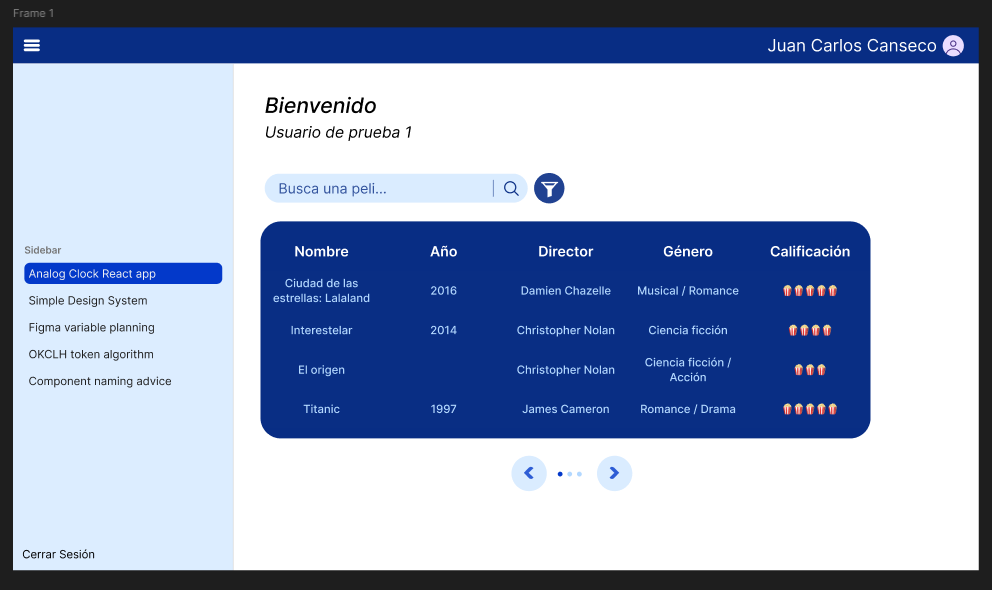 Frame 1
Juan Carlos Canseco
Bienvenido
Usuario de prueba 1
Busca una peli...
Sidebar
Analog Clock React app
Simple Design System
Figma variable planning
OKCLH token algorithm
Component naming advice
Cerrar Sesión
Nombre Año Director Género Calificación
Ciudad de las
estrellas: Lalaland
2016 Damien Chazelle Musical / Romance
Interestelar 2014 Christopher Nolan Ciencia ficción
El origen Christopher Nolan
Ciencia ficción /
Acción
Titanic 1997 James Cameron Romance / Drama